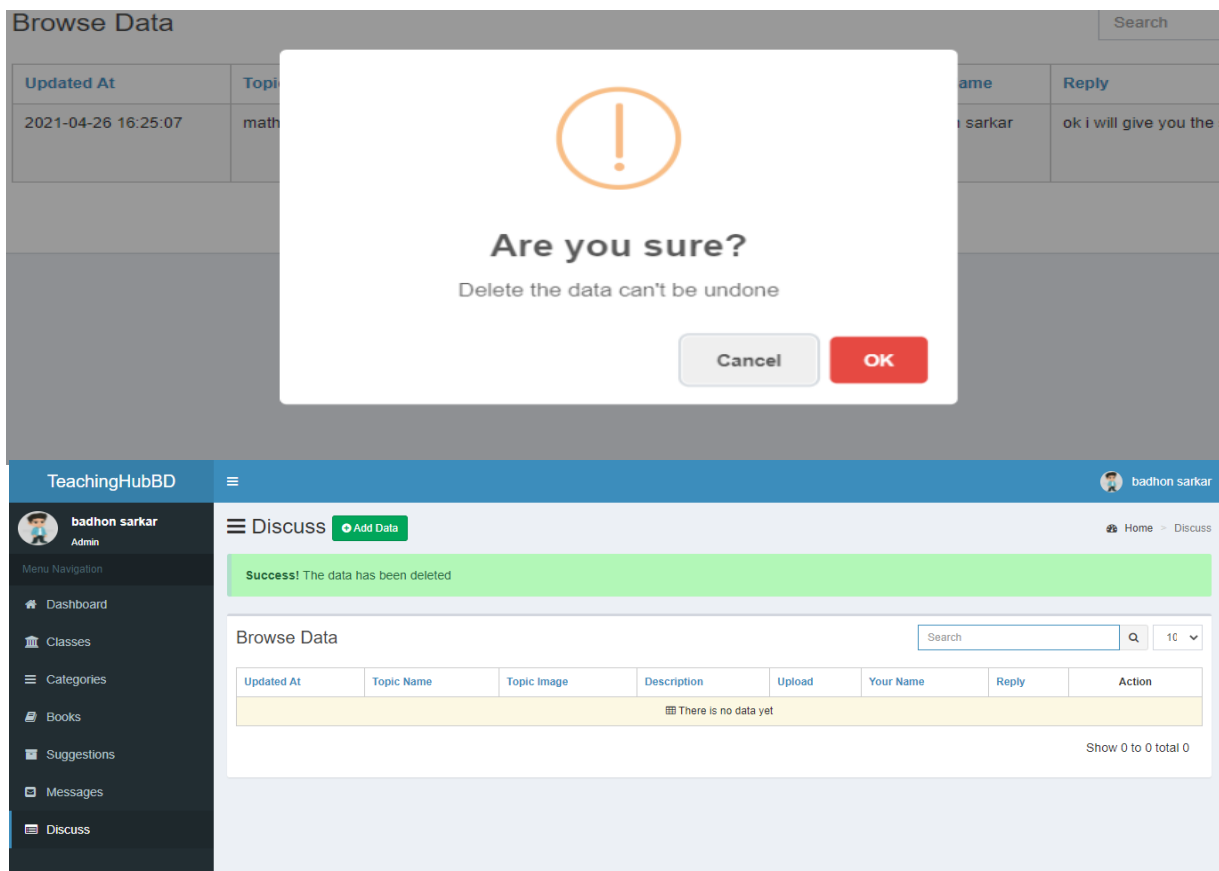 Browse Data
Search
Updated At
2021-04-26 16:25:07
math
sarkar
Reply
ok i will give you the
Are you sure?
Delete the data can't be undone
Cancel
OK
TeachingHubBD
badhon sarkar
badhon sarkar
Admin
Discuss
Add Data
Home > Discuss
Menu Navigation
Success! The data has been deleted
Dashboard
Classes
Categories
Books
Suggestions
Messages
Discuss
Browse Data
Search
10
Updated At Topic Name Topic Image Description Upload Your Name Reply Action
There is no data yet
Show 0 to 0 total 0